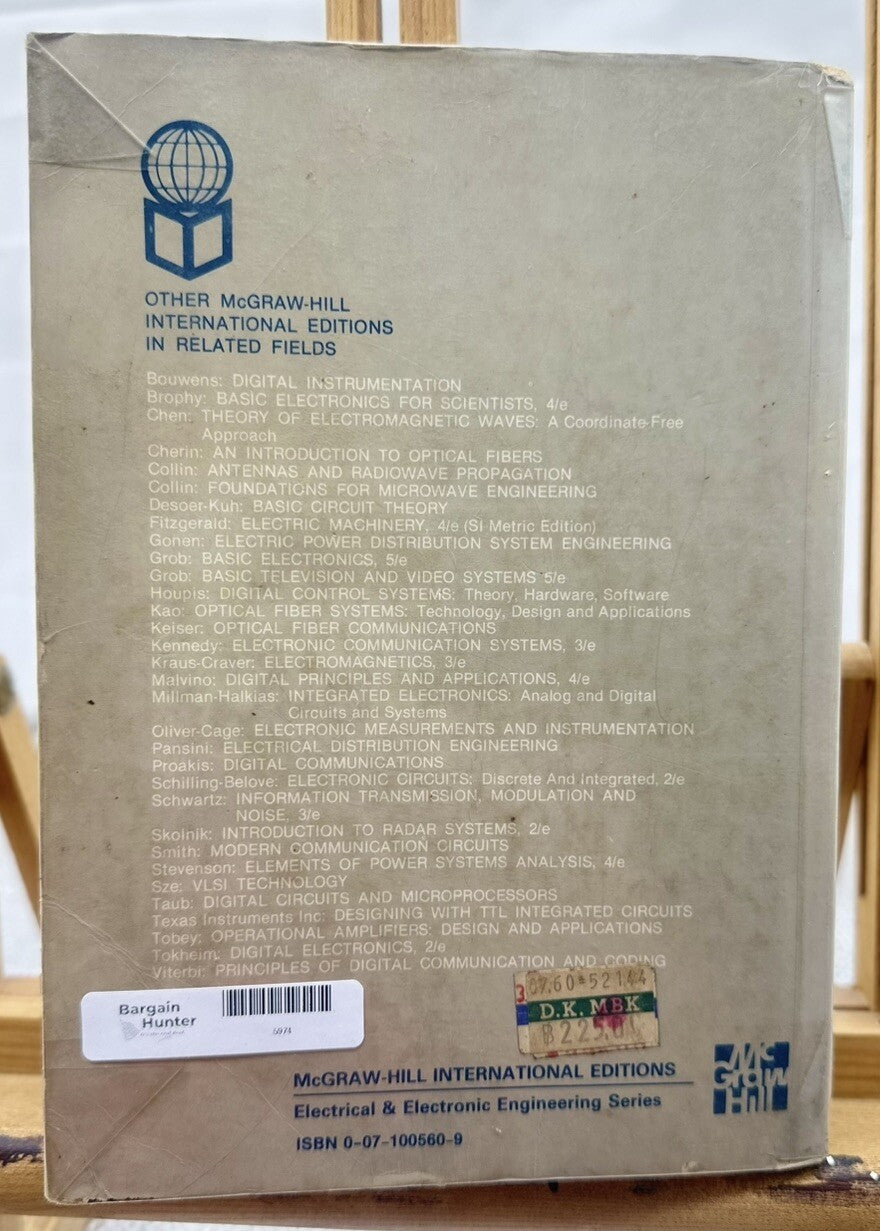 OTHER McGRAW-HILL
INTERNATIONAL EDITIONS
IN RELATED FIELDS
Bouwens: DIGITAL INSTRUMENTATION
Brophy: BASIC ELECTRONICS FOR SCIENTISTS, 4/e
Chen: THEORY OF ELECTROMAGNETIC WAVES: A Coordinate-Free
Approach
Cherin: AN INTRODUCTION TO OPTICAL FIBERS
Collin: ANTENNAS AND RADIOWAVE PROPAGATION
Collin: FOUNDATIONS FOR MICROWAVE ENGINEERING
Desoer-Kuh: BASIC CIRCUIT THEORY
Fitzgerald: ELECTRIC MACHINERY, 4/e (SI Metric Edition)
Gonen: ELECTRIC POWER DISTRIBUTION SYSTEM ENGINEERING
Grob: BASIC ELECTRONICS, 5/e
Grob: BASIC TELEVISION AND VIDEO SYSTEMS 5/e
Houpis: DIGITAL CONTROL SYSTEMS: Theory, Hardware, Software
Kao: OPTICAL FIBER SYSTEMS: Technology, Design and Applications
Keiser: OPTICAL FIBER COMMUNICATIONS
Kennedy: ELECTRONIC COMMUNICATION SYSTEMS, 3/e
Kraus-Craver: ELECTROMAGNETICS, 3/e
Malvino: DIGITAL PRINCIPLES AND APPLICATIONS, 4/e
Millman-Halkias: INTEGRATED ELECTRONICS: Analog and Digital
Circuits and Systems
Oliver-Cage: ELECTRONIC MEASUREMENTS AND INSTRUMENTATION
Pansini: ELECTRICAL DISTRIBUTION ENGINEERING
Proakis: DIGITAL COMMUNICATIONS
Schilling-Belove: ELECTRONIC CIRCUITS: Discrete And Integrated, 2/e
Schwartz: INFORMATION TRANSMISSION, MODULATION AND
NOISE, 3/e
Skolnik: INTRODUCTION TO RADAR SYSTEMS, 2/e
Smith: MODERN COMMUNICATION CIRCUITS
Stevenson: ELEMENTS OF POWER SYSTEMS ANALYSIS, 4/e
Sze: VLSI TECHNOLOGY
Taub: DIGITAL CIRCUITS AND MICROPROCESSORS
Texas Instruments Inc: DESIGNING WITH TTL INTEGRATED CIRCUITS
Tobey: OPERATIONAL AMPLIFIERS: DESIGN AND APPLICATIONS
Tokheim: DIGITAL ELECTRONICS, 2/e
Viterbi: PRINCIPLES OF DIGITAL COMMUNICATION AND CODING
Bargain
Hunter
5974
D.K. MBK
McGRAW-HILL INTERNATIONAL EDITIONS
Electrical & Electronic Engineering Series
ISBN 0-07-100560-9
Mc
Graw
Hill